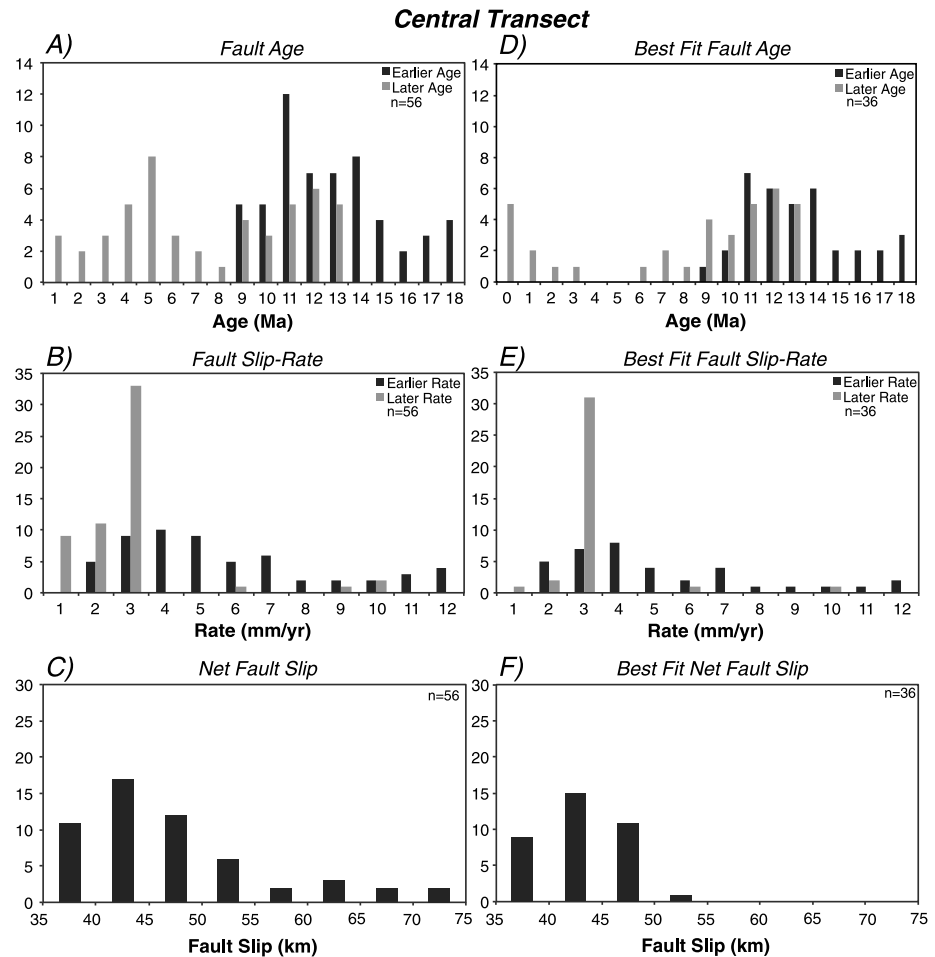 Central Transect
A)
Fault Age
14
12
10
8
6
4
2
0
Earlier Age
Later Age
n=56
1 2 3 4 5 6 7 8 9 10 11 12 13 14 15 16 17 18
Age (Ma)
D)
Best Fit Fault Age
14
12
10
8
6
4
2
0
Earlier Age
Later Age
n=36
0 1 2 3 4 5 6 7 8 9 10 11 12 13 14 15 16 17 18
Age (Ma)
B)
Fault Slip-Rate
35
30
25
20
15
10
5
0
Earlier Rate
Later Rate
n=56
1 2 3 4 5 6 7 8 9 10 11 12
Rate (mm/yr)
E)
Best Fit Fault Slip-Rate
35
30
25
20
15
10
5
0
Earlier Rate
Later Rate
n=36
1 2 3 4 5 6 7 8 9 10 11 12
Rate (mm/yr)
C)
Net Fault Slip
30
25
20
15
10
5
0
n=56
35 40 45 50 55 60 65 70 75
Fault Slip (km)
F)
Best Fit Net Fault Slip
30
25
20
15
10
5
0
n=36
35 40 45 50 55 60 65 70 75
Fault Slip (km)